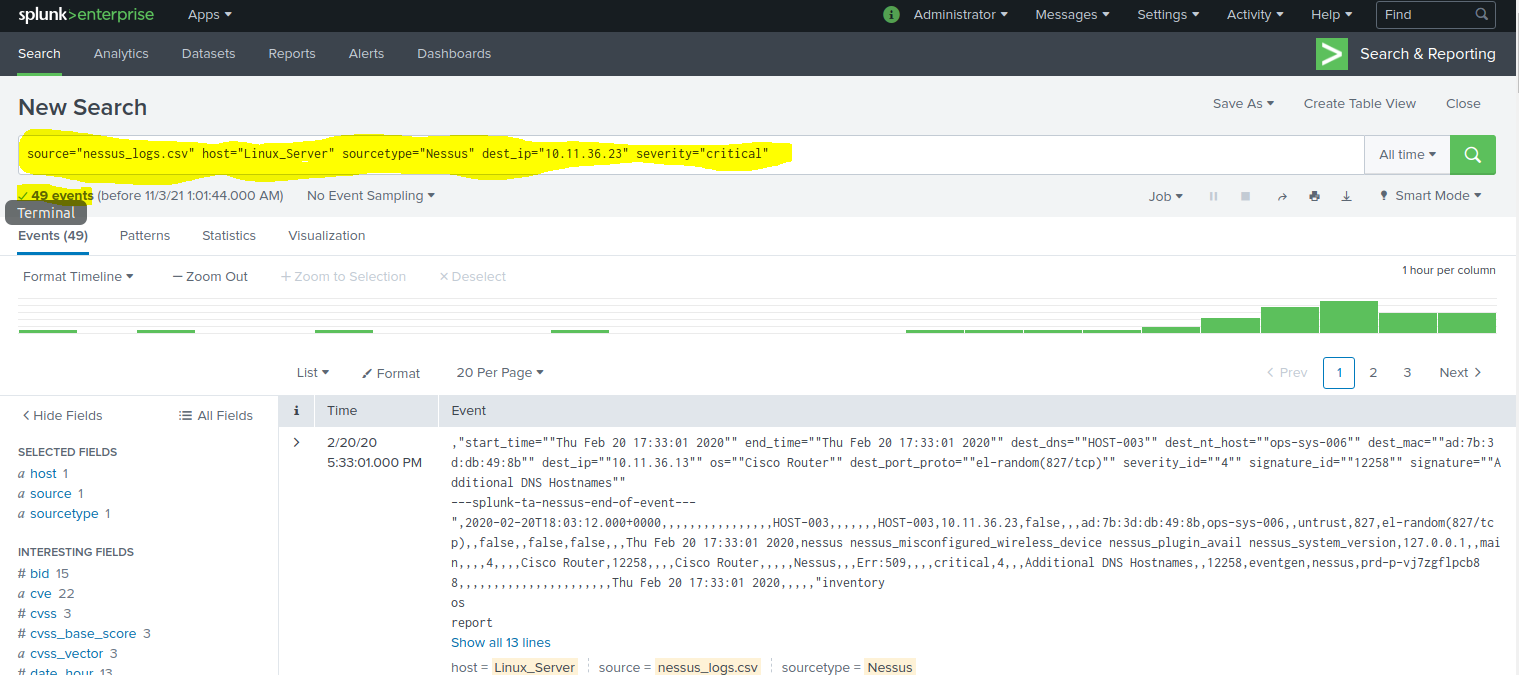 splunk>enterprise Apps Administrator Messages Settings Activity Help Find
Search Analytics Datasets Reports Alerts Dashboards Search & Reporting
New Search Save As Create Table View Close
source="nessus_logs.csv" host="Linux_Server" sourcetype="Nessus" dest_ip="10.11.36.23" severity="critical" All time
✓ 49 events (before 11/3/21 1:01:44.000 AM) No Event Sampling Job Smart Mode
Terminal
Events (49) Patterns Statistics Visualization
Format Timeline — Zoom Out + Zoom to Selection × Deselect 1 hour per column
List Format 20 Per Page < Prev 1 2 3 Next >
< Hide Fields All Fields i Time Event
SELECTED FIELDS
a host 1
a source 1
a sourcetype 1
INTERESTING FIELDS
# bid 15
a cve 22
# cvss 3
# cvss_base_score 3
a cvss_vector 3
# date_hour 13
> 2/20/20
5:33:01.000 PM
,"start_time=""Thu Feb 20 17:33:01 2020"" end_time=""Thu Feb 20 17:33:01 2020"" dest_dns=""HOST-003"" dest_nt_host=""ops-sys-006"" dest_mac=""ad:7b:3
d:db:49:8b"" dest_ip=""10.11.36.13"" os=""Cisco Router"" dest_port_proto=""el-random(827/tcp)"" severity_id=""4"" signature_id=""12258"" signature=""A
dditional DNS Hostnames""
---splunk-ta-nessus-end-of-event---
",2020-02-20T18:03:12.000+0000,,,,,,,,,,,,,,,,HOST-003,,,,,,,HOST-003,10.11.36.23,false,,,ad:7b:3d:db:49:8b,ops-sys-006,,untrust,827,el-random(827/tc
p),,false,,false,false,,,Thu Feb 20 17:33:01 2020,nessus nessus_misconfigured_wireless_device nessus_plugin_avail nessus_system_version,127.0.0.1,,mai
n,,,,4,,,,Cisco Router,12258,,,,Cisco Router,,,,,Nessus,,,Err:509,,,,critical,4,,,Additional DNS Hostnames,,12258,eventgen,nessus,prd-p-vj7zgflpcb8
8,,,,,,,,,,,,,,,,,,,,,,Thu Feb 20 17:33:01 2020,,,,,"inventory
os
report
Show all 13 lines
host = Linux_Server source = nessus_logs.csv sourcetype = Nessus